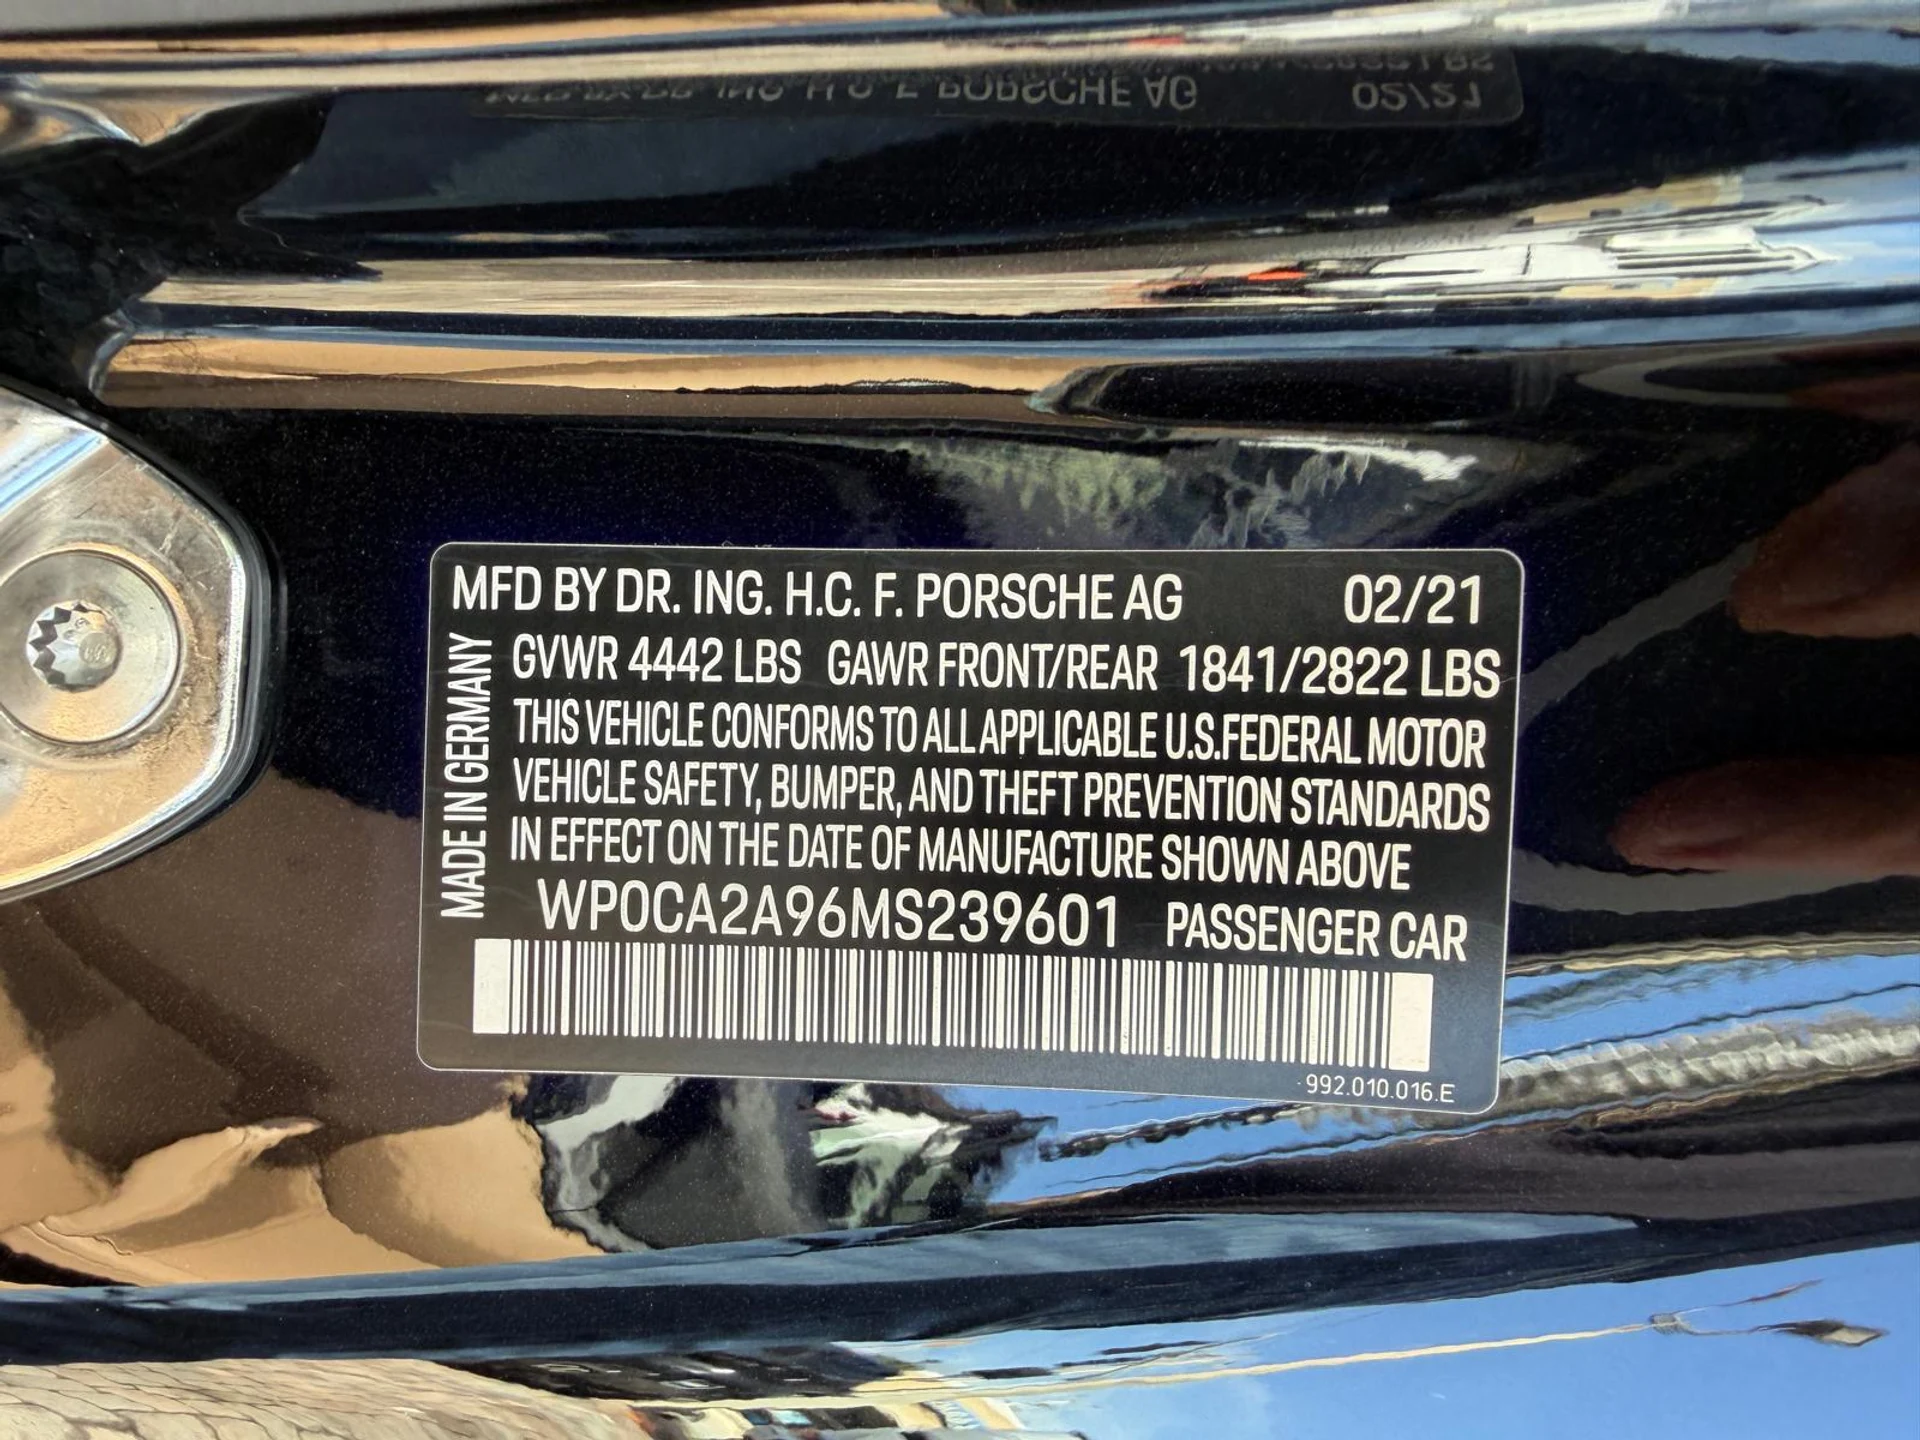 MFD BY DR. ING. H.C. F. PORSCHE AG 02/21
GVWR 4442 LBS GAWR FRONT/REAR 1841/2822 LBS
THIS VEHICLE CONFORMS TO ALL APPLICABLE U.S.FEDERAL MOTOR
VEHICLE SAFETY, BUMPER, AND THEFT PREVENTION STANDARDS
IN EFFECT ON THE DATE OF MANUFACTURE SHOWN ABOVE
WP0CA2A96MS239601 PASSENGER CAR
MADE IN GERMANY
992.010.016.E